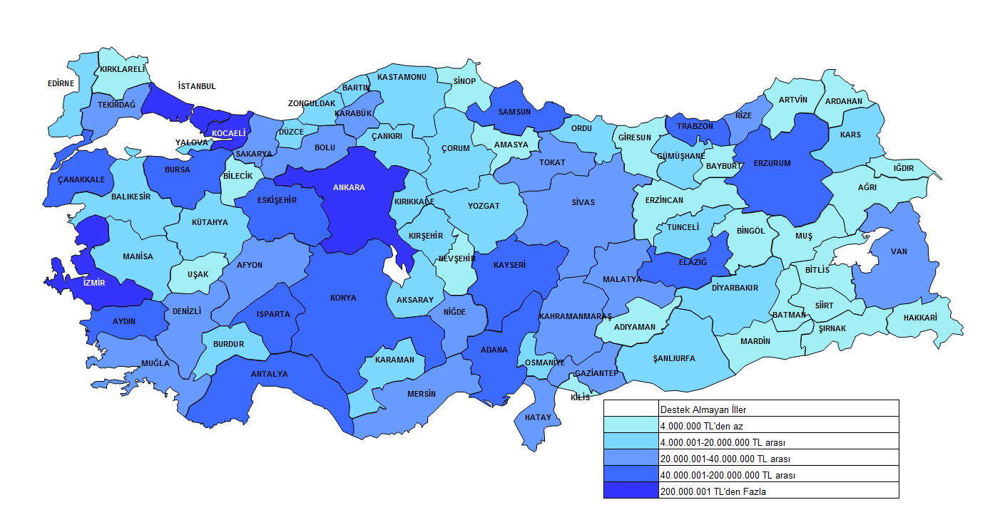 KIRKLARELİ
EDİRNE
İSTANBUL
TEKİRDAĞ
KOCAELİ
YALOVA
SAKARYA
DÜZCE
ZONGULDAK
BARTIN
KARABÜK
KASTAMONU
SİNOP
BOLU
ÇANKIRI
ÇORUM
SAMSUN
AMASYA
ORDU
TOKAT
GİRESUN
TRABZON
GÜMÜŞHANE
RİZE
BAYBURT
ARTVİN
ARDAHAN
KARS
ERZURUM
IĞDIR
AĞRI
ÇANAKKALE
BURSA
BİLECİK
BALIKESİR
ESKİŞEHİR
ANKARA
KÜTAHYA
KIRIKKALE
YOZGAT
SİVAS
ERZİNCAN
TUNCELİ
BİNGÖL
MUŞ
VAN
KIRŞEHİR
NEVŞEHİR
MANİSA
UŞAK
AFYON
KAYSERİ
ELAZIĞ
BİTLİS
MALATYA
İZMİR
KONYA
AKSARAY
DİYARBAKIR
SİİRT
BATMAN
HAKKARİ
ŞIRNAK
AYDIN
DENİZLİ
ISPARTA
NİĞDE
KAHRAMANMARAŞ
ADIYAMAN
MARDİN
BURDUR
MUĞLA
ANTALYA
KARAMAN
ADANA
OSMANİYE
GAZİANTEP
ŞANLIURFA
MERSİN
KİLİS
HATAY
Destek Almayan İller
4.000.000 TL'den az
4.000.001-20.000.000 TL arası
20.000.001-40.000.000 TL arası
40.000.001-200.000.000 TL arası
200.000.001 TL'den Fazla